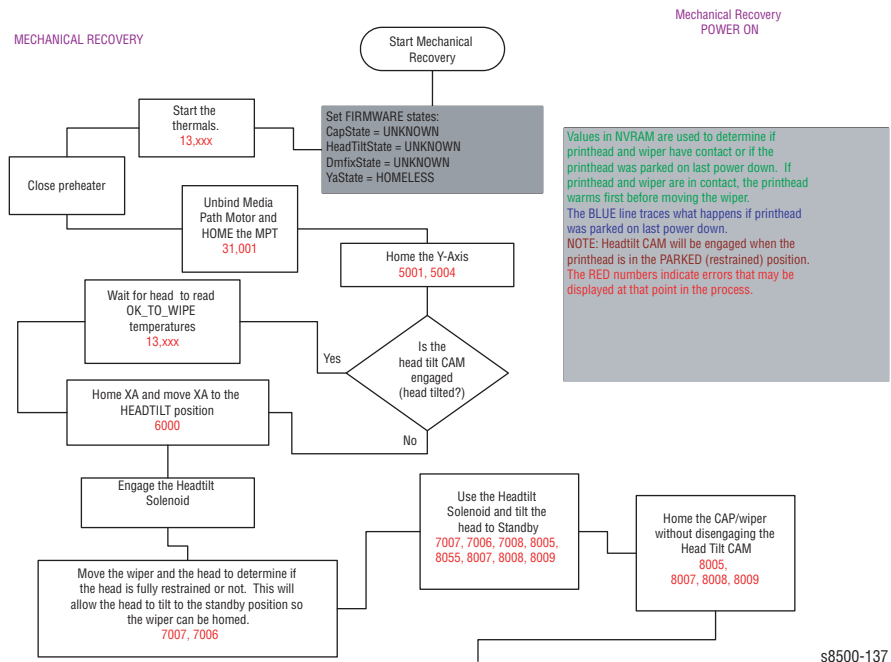 Mechanical Recovery
POWER ON
MECHANICAL RECOVERY
Start Mechanical
Recovery
Set FIRMWARE states:
CapState = UNKNOWN
HeadTiltState = UNKNOWN
DmfixState = UNKNOWN
YaState = HOMELESS
Start the
thermals.
13,xxx
Close preheater
Unbind Media
Path Motor and
HOME the MPT
31,001
Home the Y-Axis
5001, 5004
Values in NVRAM are used to determine if
printhead and wiper have contact or if the
printhead was parked on last power down.  If
printhead and wiper are in contact, the printhead
warms first before moving the wiper.
The BLUE line traces what happens if printhead
was parked on last power down.
NOTE: Headtilt CAM will be engaged when the
printhead is in the PARKED (restrained) position.
The RED numbers indicate errors that may be
displayed at that point in the process.
Is the
head tilt CAM
engaged
(head tilted?)
Yes
No
Wait for head  to read
OK_TO_WIPE
temperatures
13,xxx
Home XA and move XA to the
HEADTILT position
6000
Engage the Headtilt
Solenoid
Move the wiper and the head to determine if
the head is fully restrained or not.  This will
allow the head to tilt to the standby position so
the wiper can be homed.
7007, 7006
Use the Headtilt
Solenoid and tilt the
head to Standby
7007, 7006, 7008, 8005,
8055, 8007, 8008, 8009
Home the CAP/wiper
without disengaging the
Head Tilt CAM
8005,
8007, 8008, 8009
s8500-137